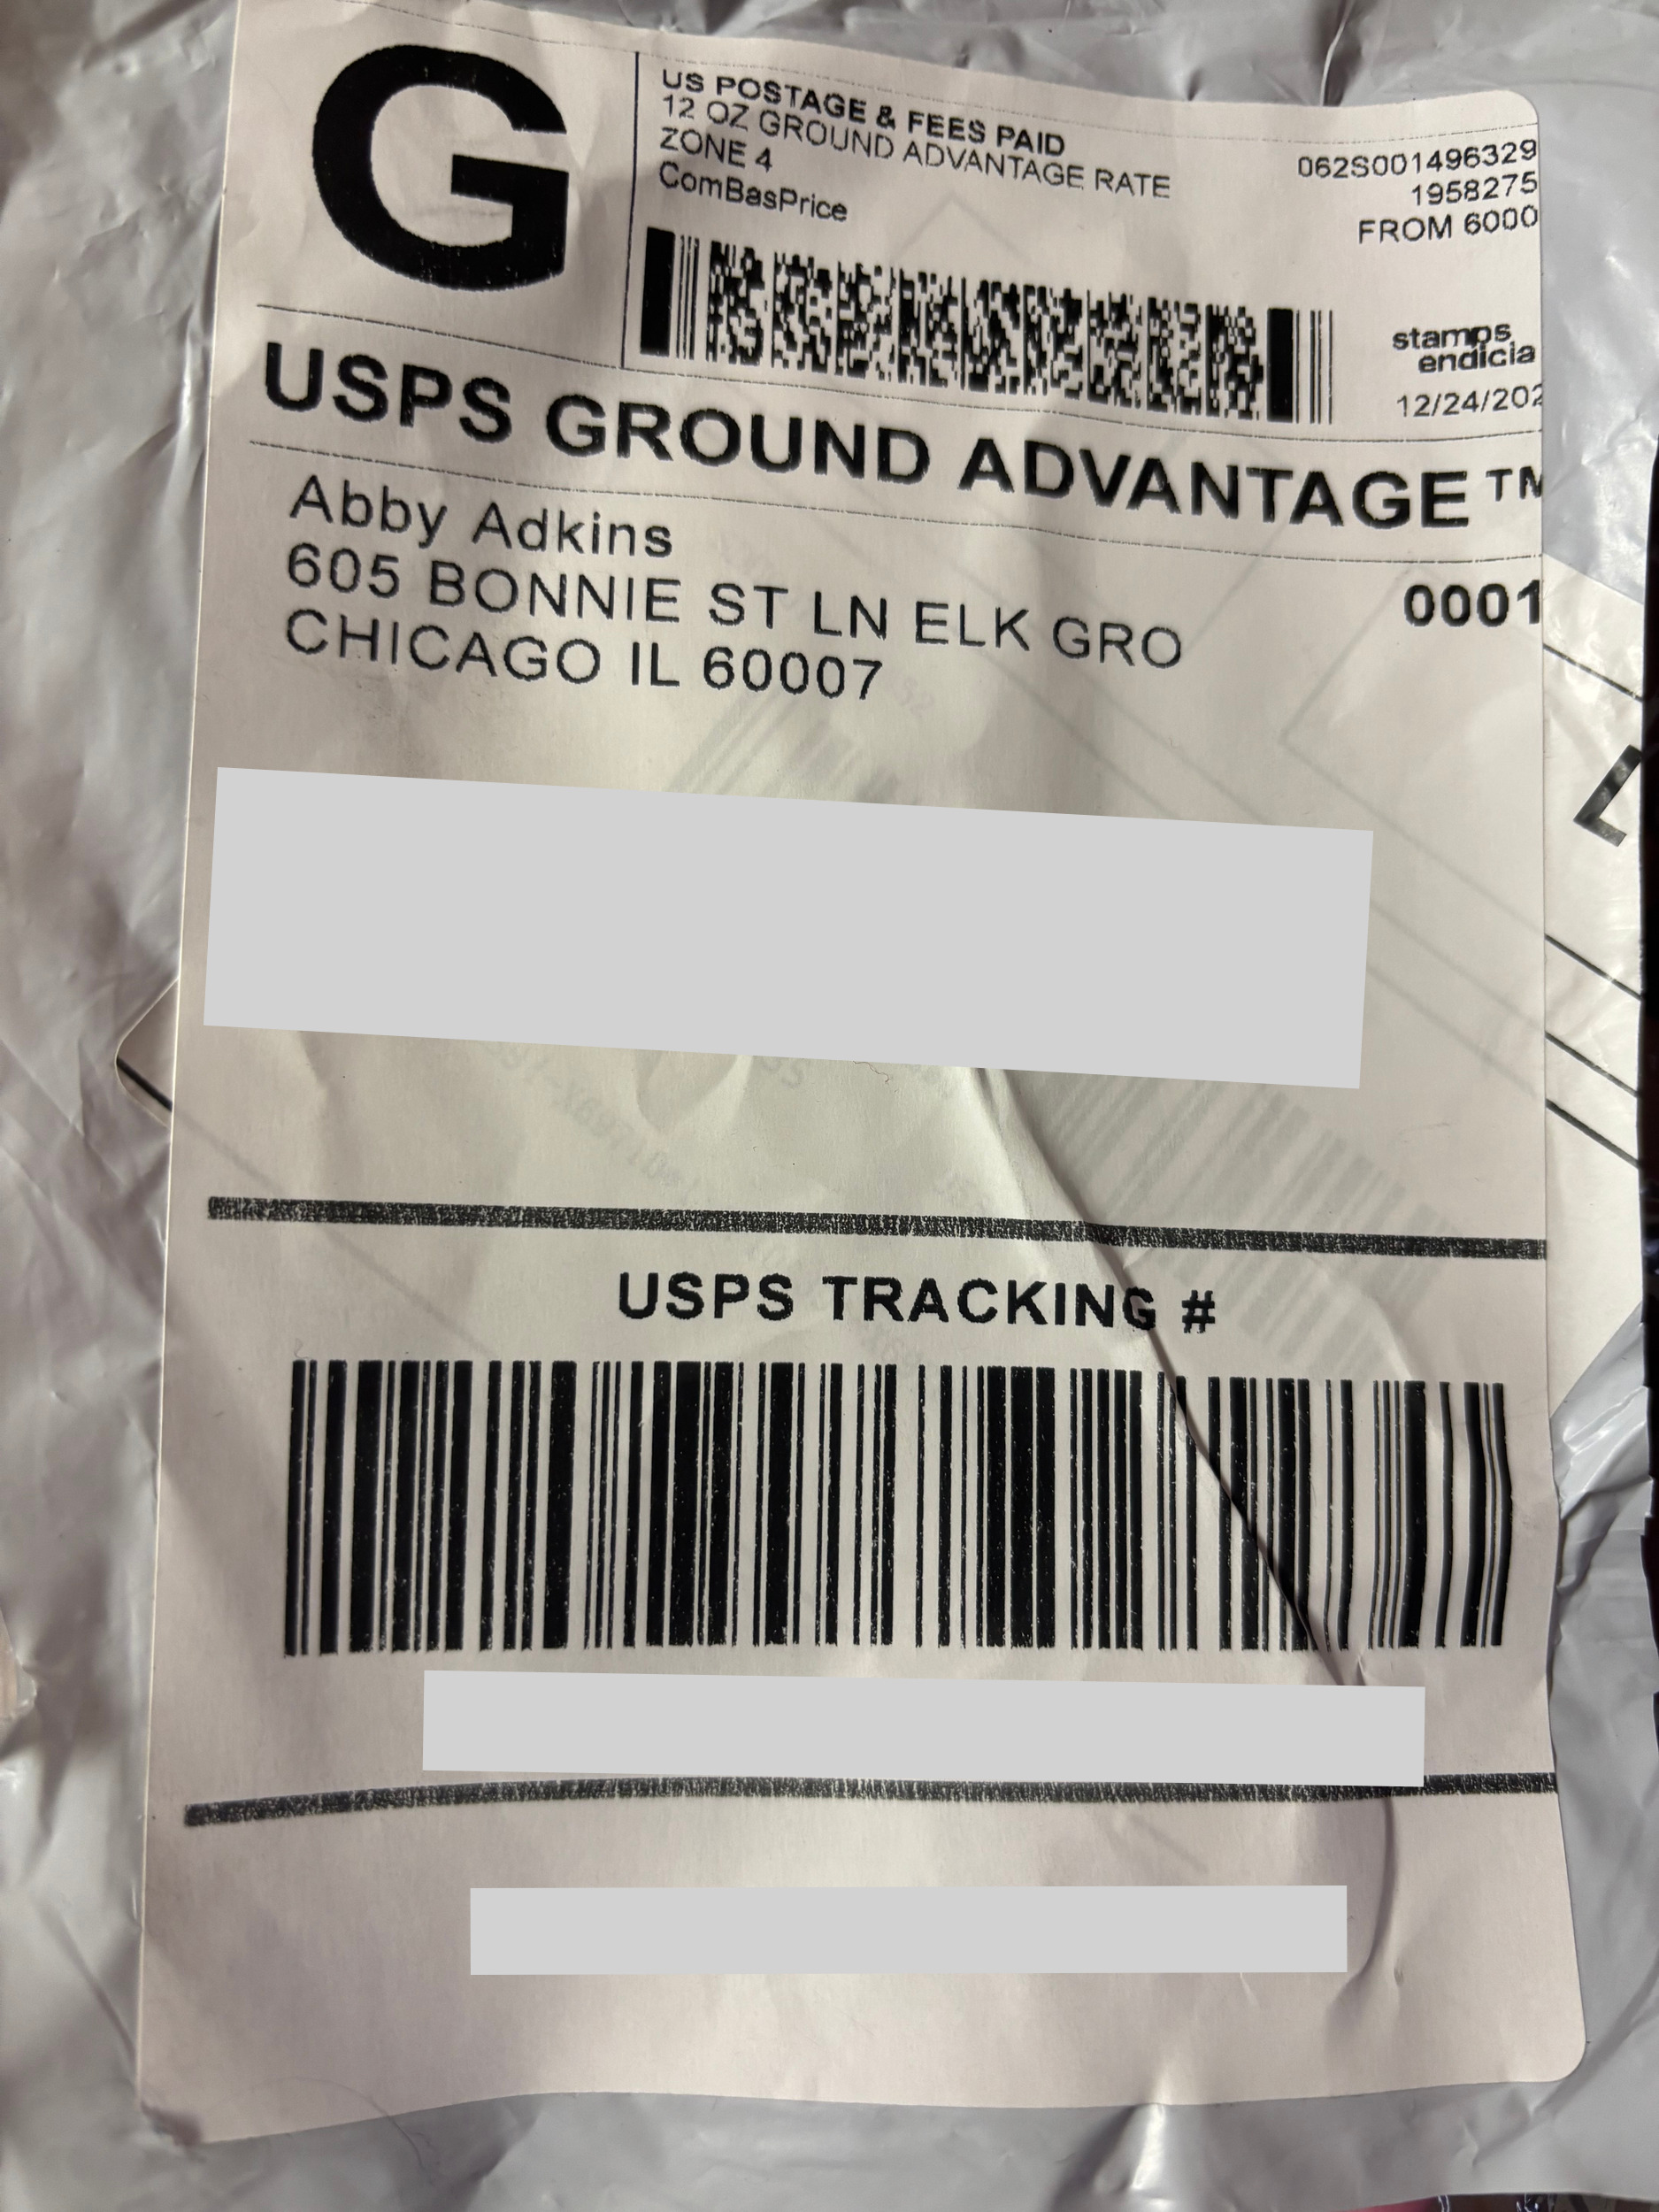 G
US POSTAGE & FEES PAID
12 OZ GROUND ADVANTAGE RATE
ZONE 4
ComBasPrice
062S001496329
1958275
FROM 6000
stamps
endicia
12/24/202
USPS GROUND ADVANTAGE™
Abby Adkins
605 BONNIE ST LN ELK GRO
CHICAGO IL 60007
0001
L
USPS TRACKING #